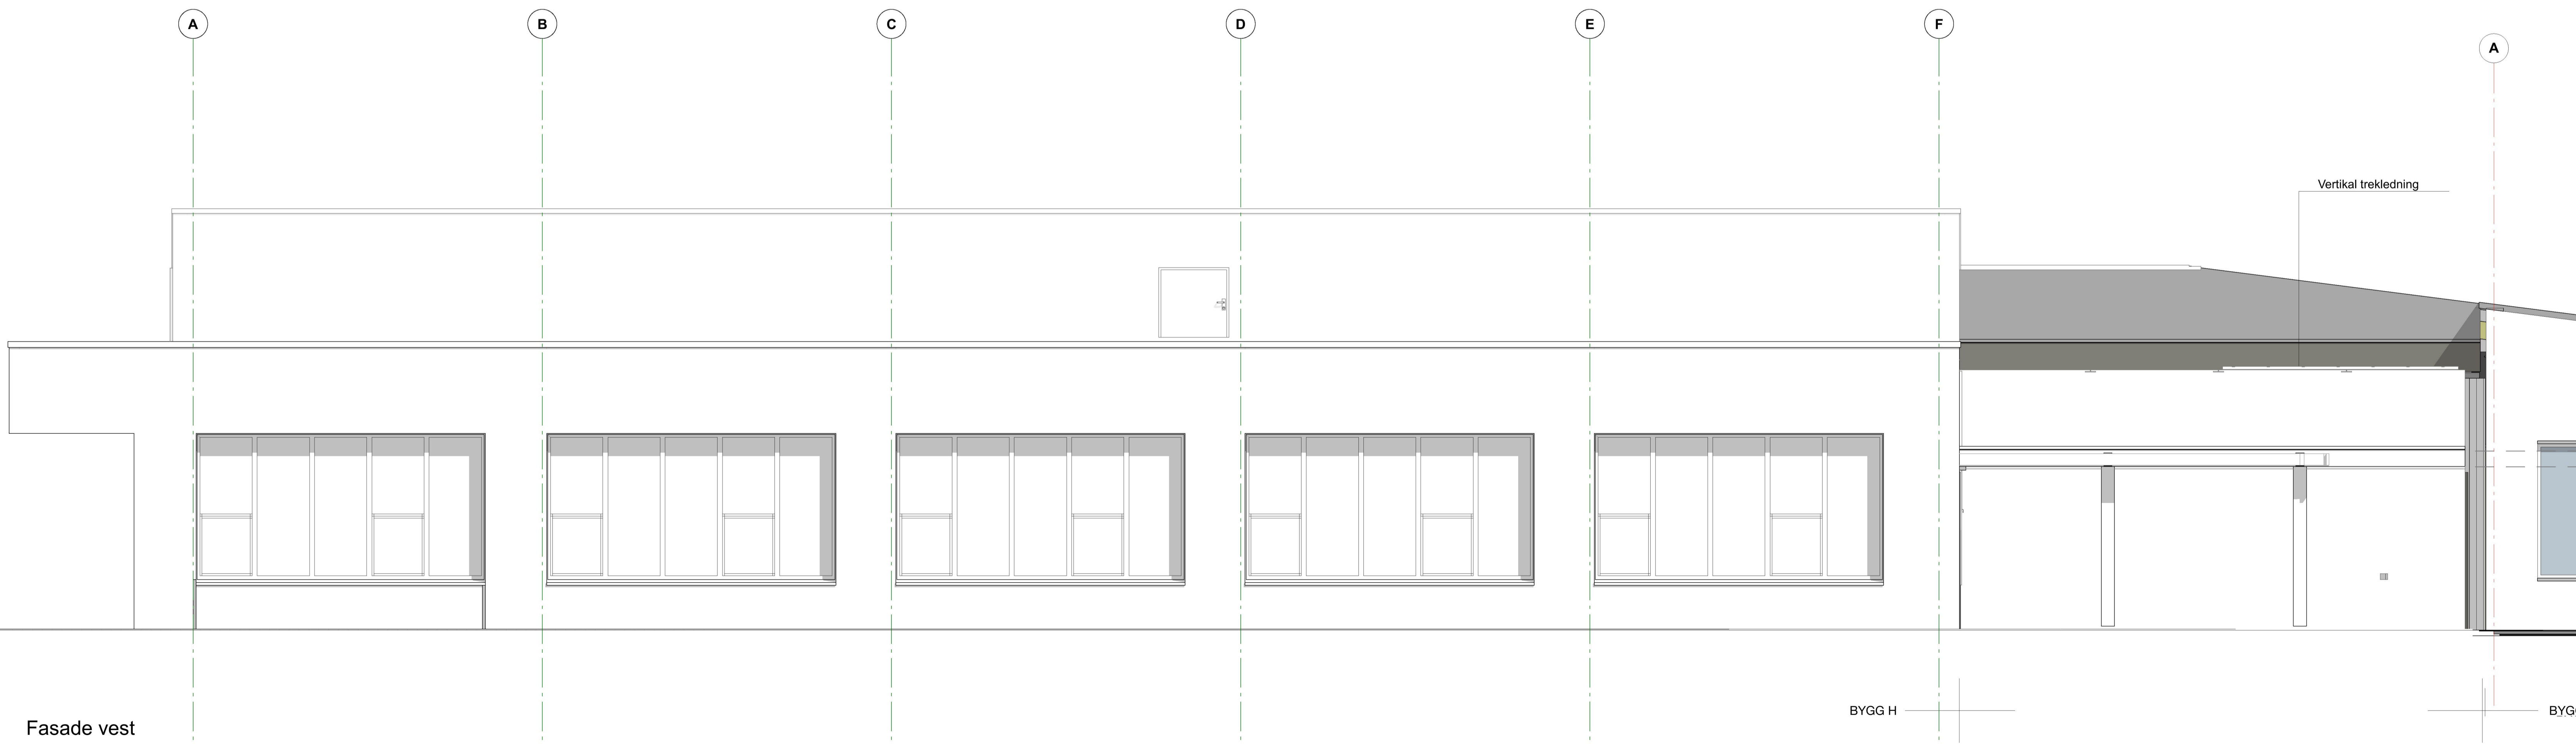 A B C D E F
A
Vertikal trekledning
BYGG H
Fasade vest